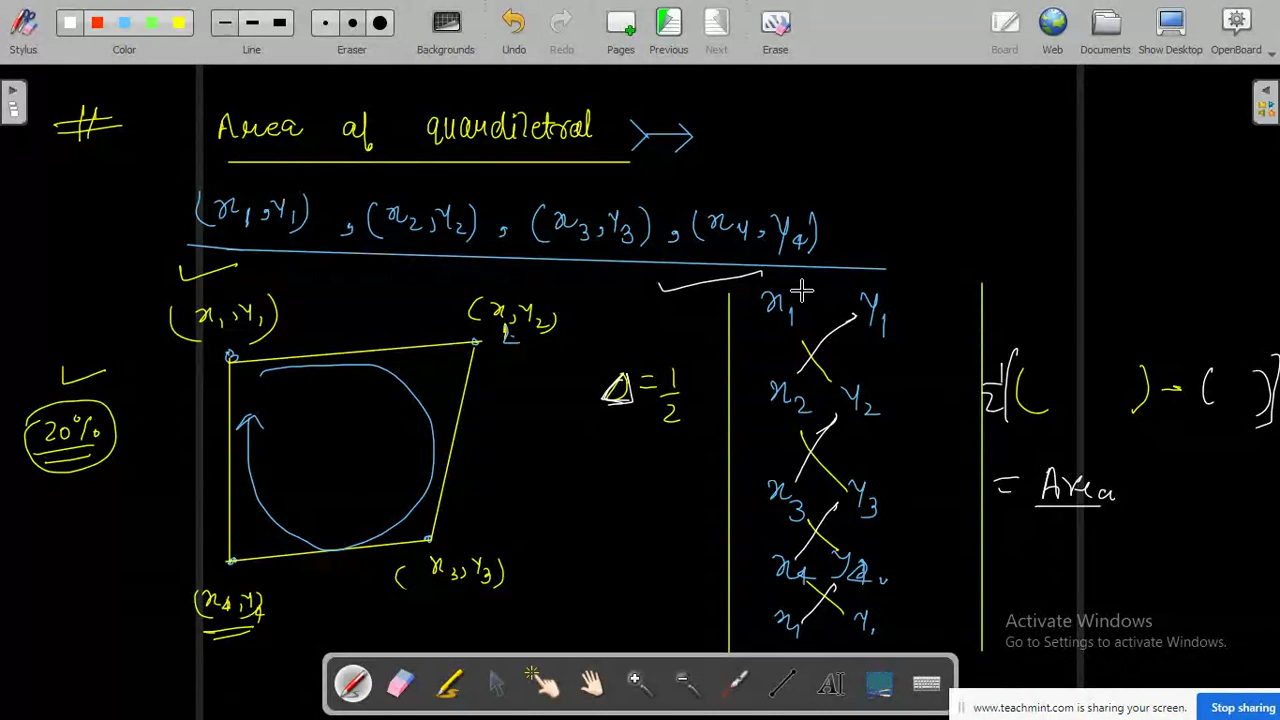 Stylus Color Line Eraser Backgrounds Undo Redo Pages Previous Next Erase Board Web Documents Show Desktop OpenBoard
# Area of quardiletral
(x1, y1), (x2, y2), (x3, y3), (x4, y4)
(x1, y1) (x2, y2)
20%
(x4, y4) (x3, y3)
Δ = 1/2
x1 y1
x2 y2
x3 y3
x4 y4
x1 y1
1/2 | ( ) - ( ) |
= Area
Activate Windows
Go to Settings to activate Windows.
AI
www.teachmint.com is sharing your screen. Stop sharing